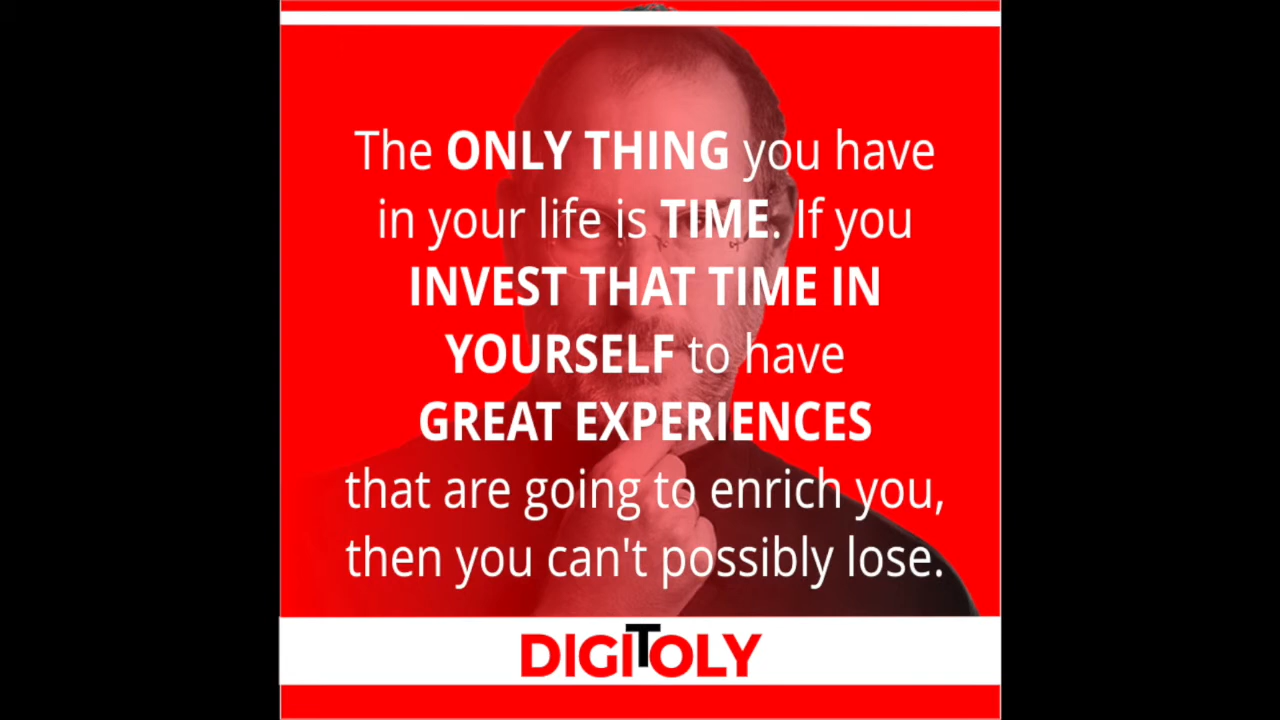 The ONLY THING you have
in your life is TIME. If you
INVEST THAT TIME IN
YOURSELF to have
GREAT EXPERIENCES
that are going to enrich you,
then you can't possibly lose.
DIGITOLY